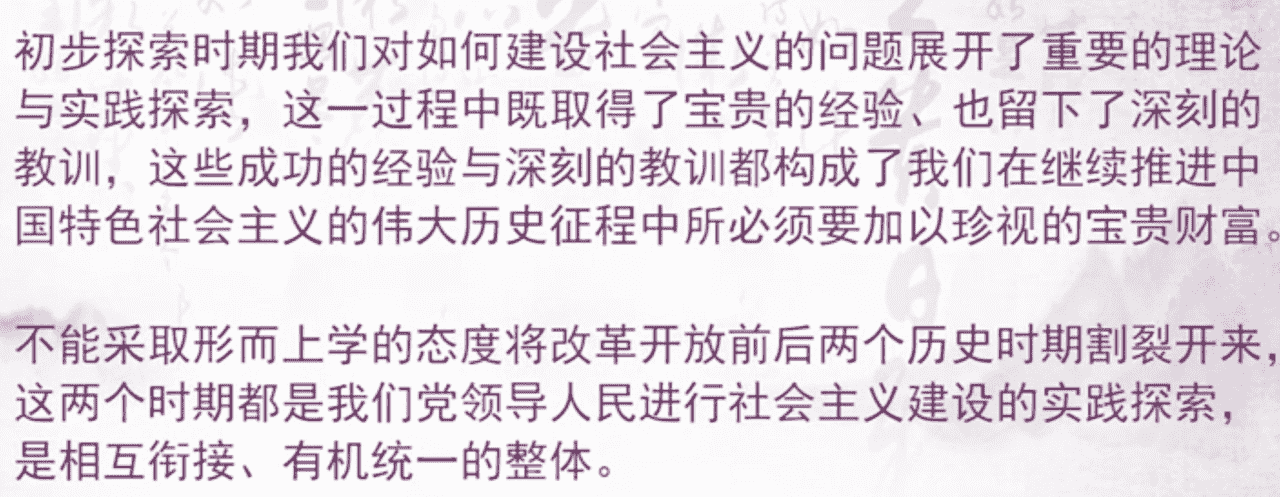 初步探索时期我们对如何建设社会主义的问题展开了重要的理论
与实践探索，这一过程中既取得了宝贵的经验、也留下了深刻的
教训，这些成功的经验与深刻的教训都构成了我们在继续推进中
国特色社会主义的伟大历史征程中所必须要加以珍视的宝贵财富。
不能采取形而上学的态度将改革开放前后两个历史时期割裂开来，
这两个时期都是我们党领导人民进行社会主义建设的实践探索，
是相互衔接、有机统一的整体。